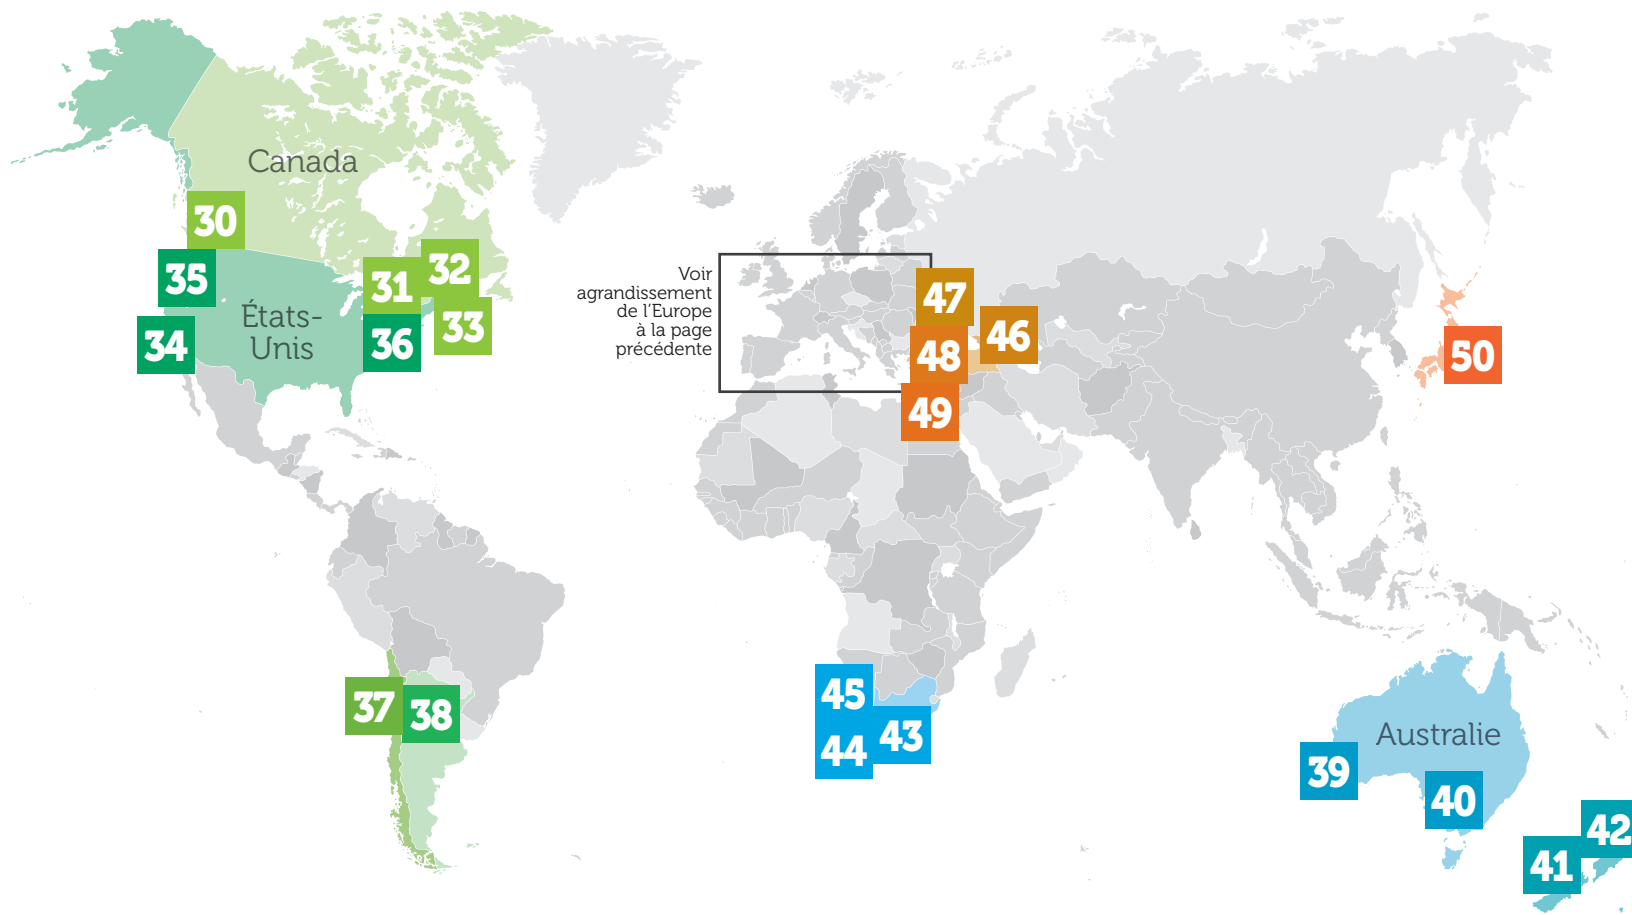 Canada
30
35
31
32
33
34
États-
Unis
36
Voir
agrandissement
de l'Europe
à la page
précédente
47
48
46
49
50
37
38
45
43
44
Australie
39
40
42
41